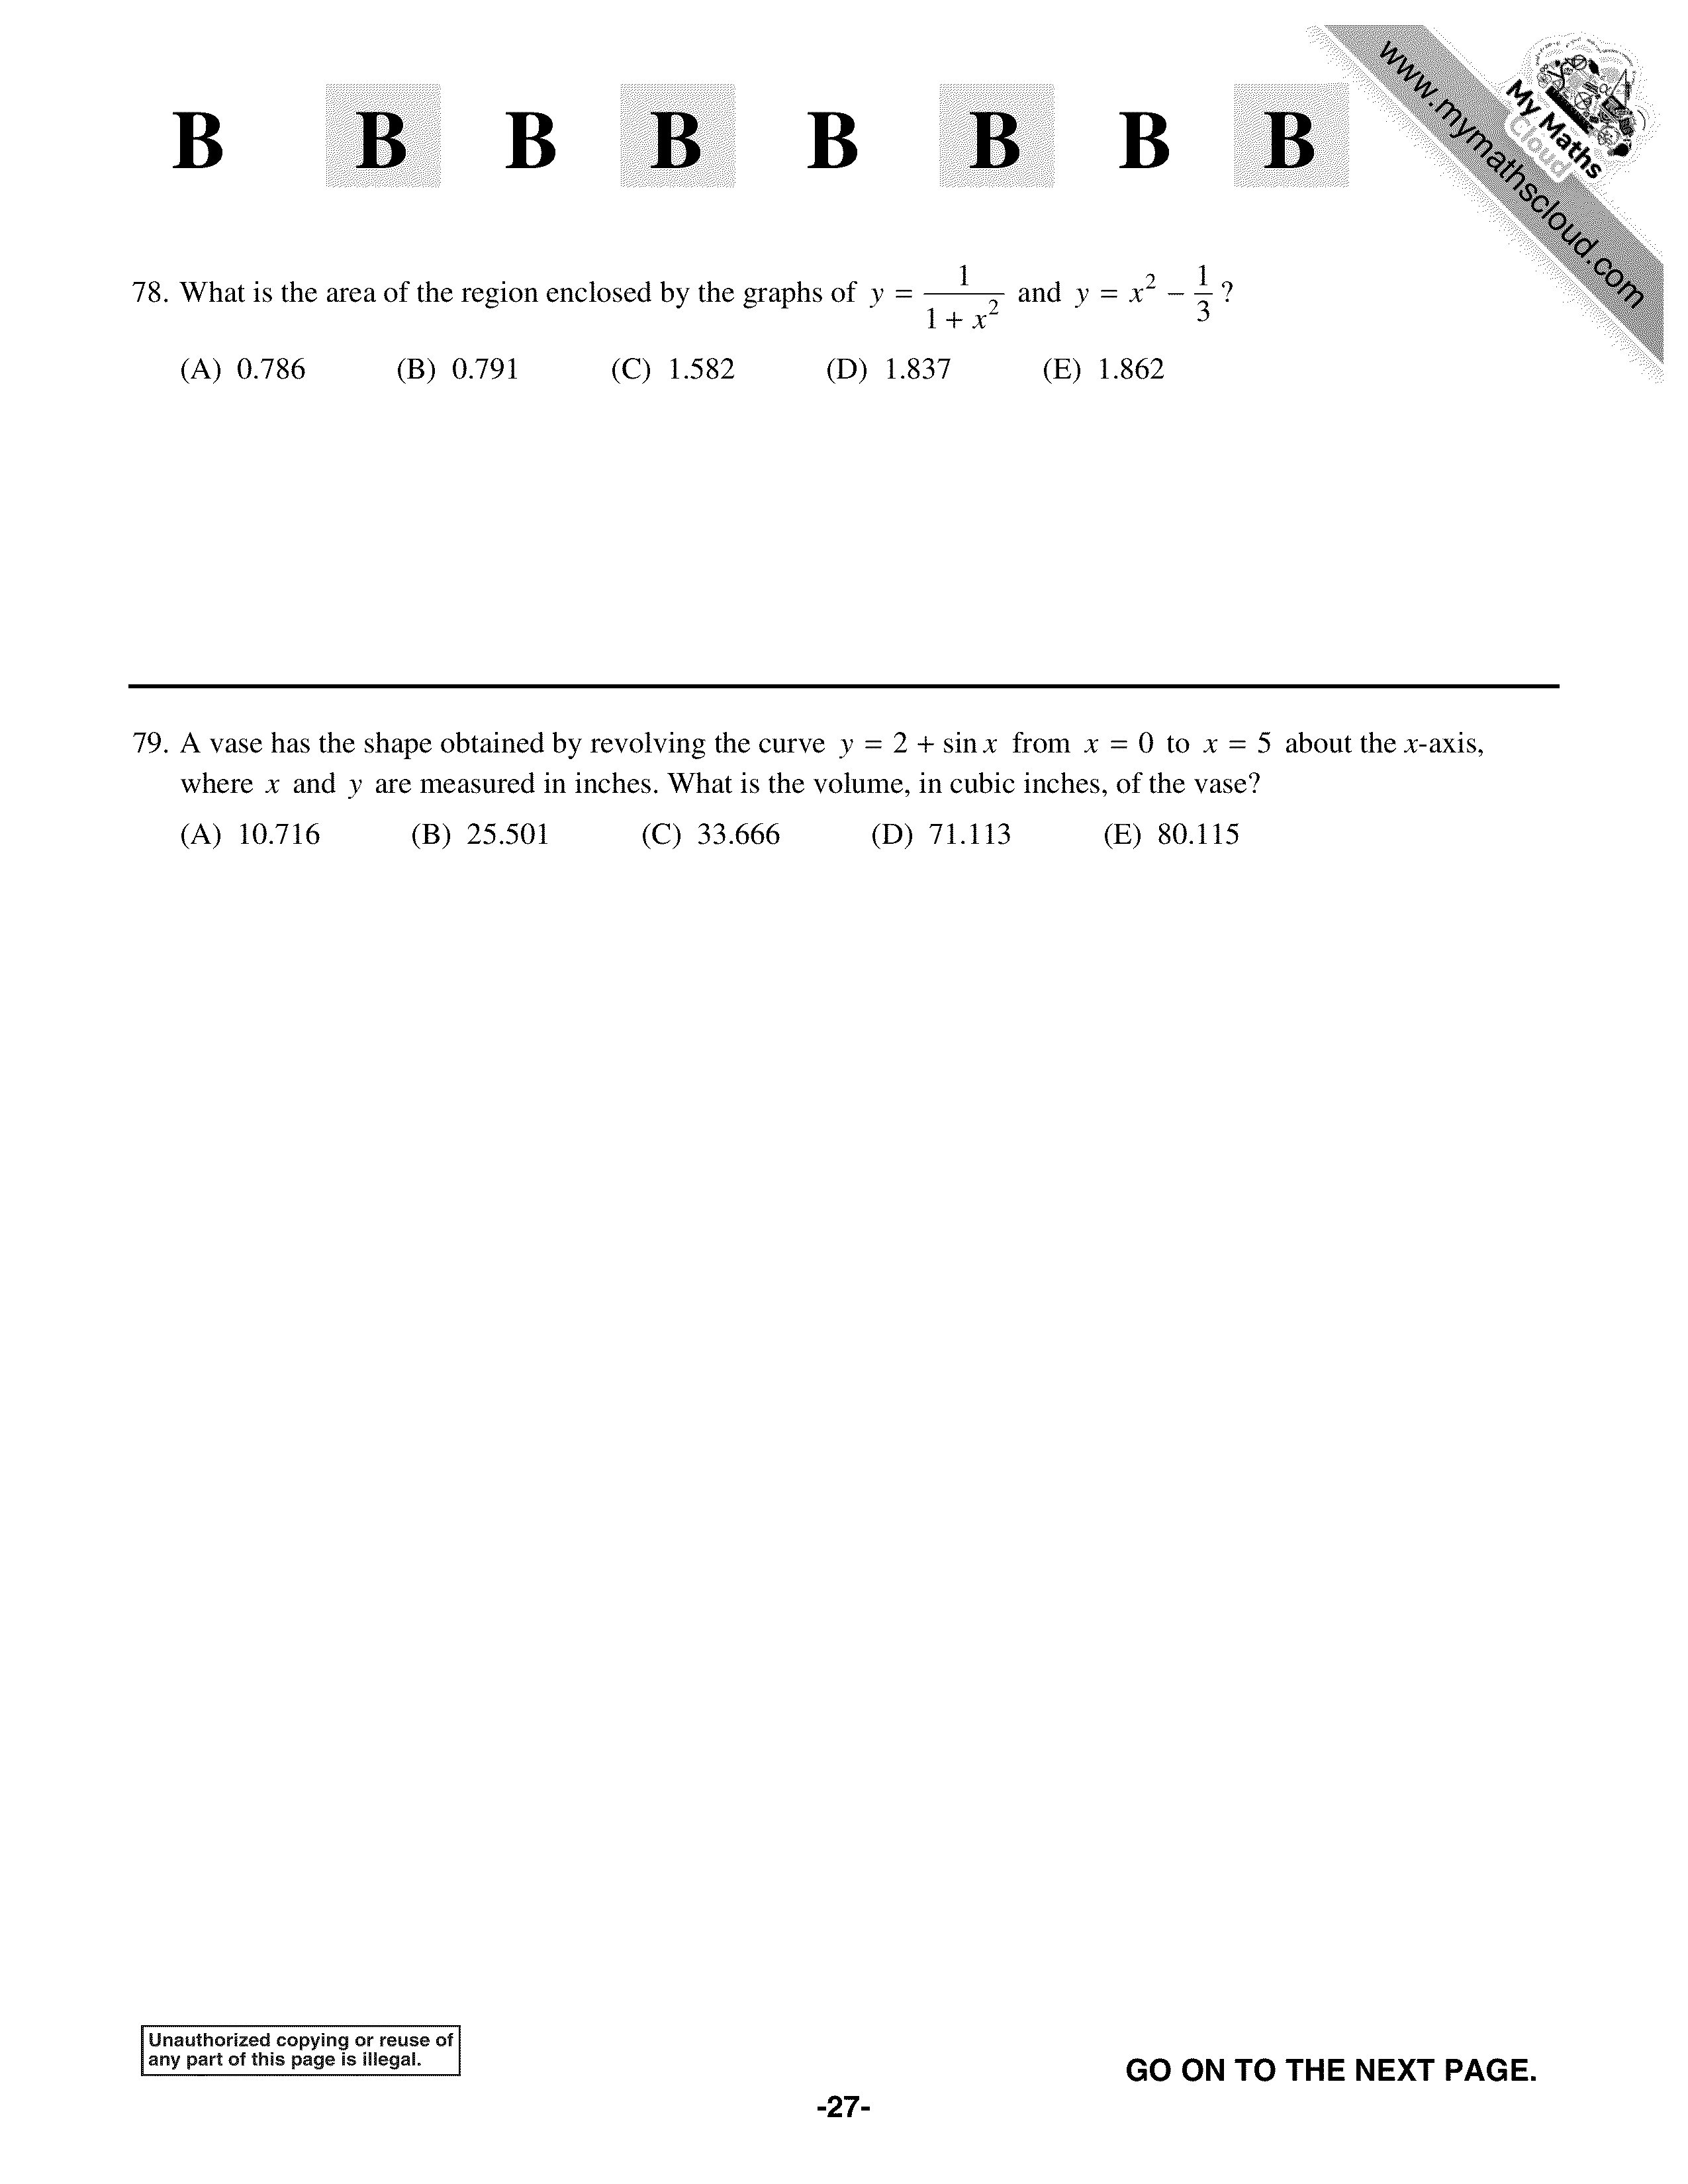 B B B B B B B B
www.mymathscloud.com
My Maths
Cloud
78. What is the area of the region enclosed by the graphs of y = 1/(1 + x²) and y = x² − 1/3 ?
(A) 0.786 (B) 0.791 (C) 1.582 (D) 1.837 (E) 1.862
79. A vase has the shape obtained by revolving the curve y = 2 + sin x from x = 0 to x = 5 about the x-axis,
where x and y are measured in inches. What is the volume, in cubic inches, of the vase?
(A) 10.716 (B) 25.501 (C) 33.666 (D) 71.113 (E) 80.115
Unauthorized copying or reuse of
any part of this page is illegal.
GO ON TO THE NEXT PAGE.
-27-